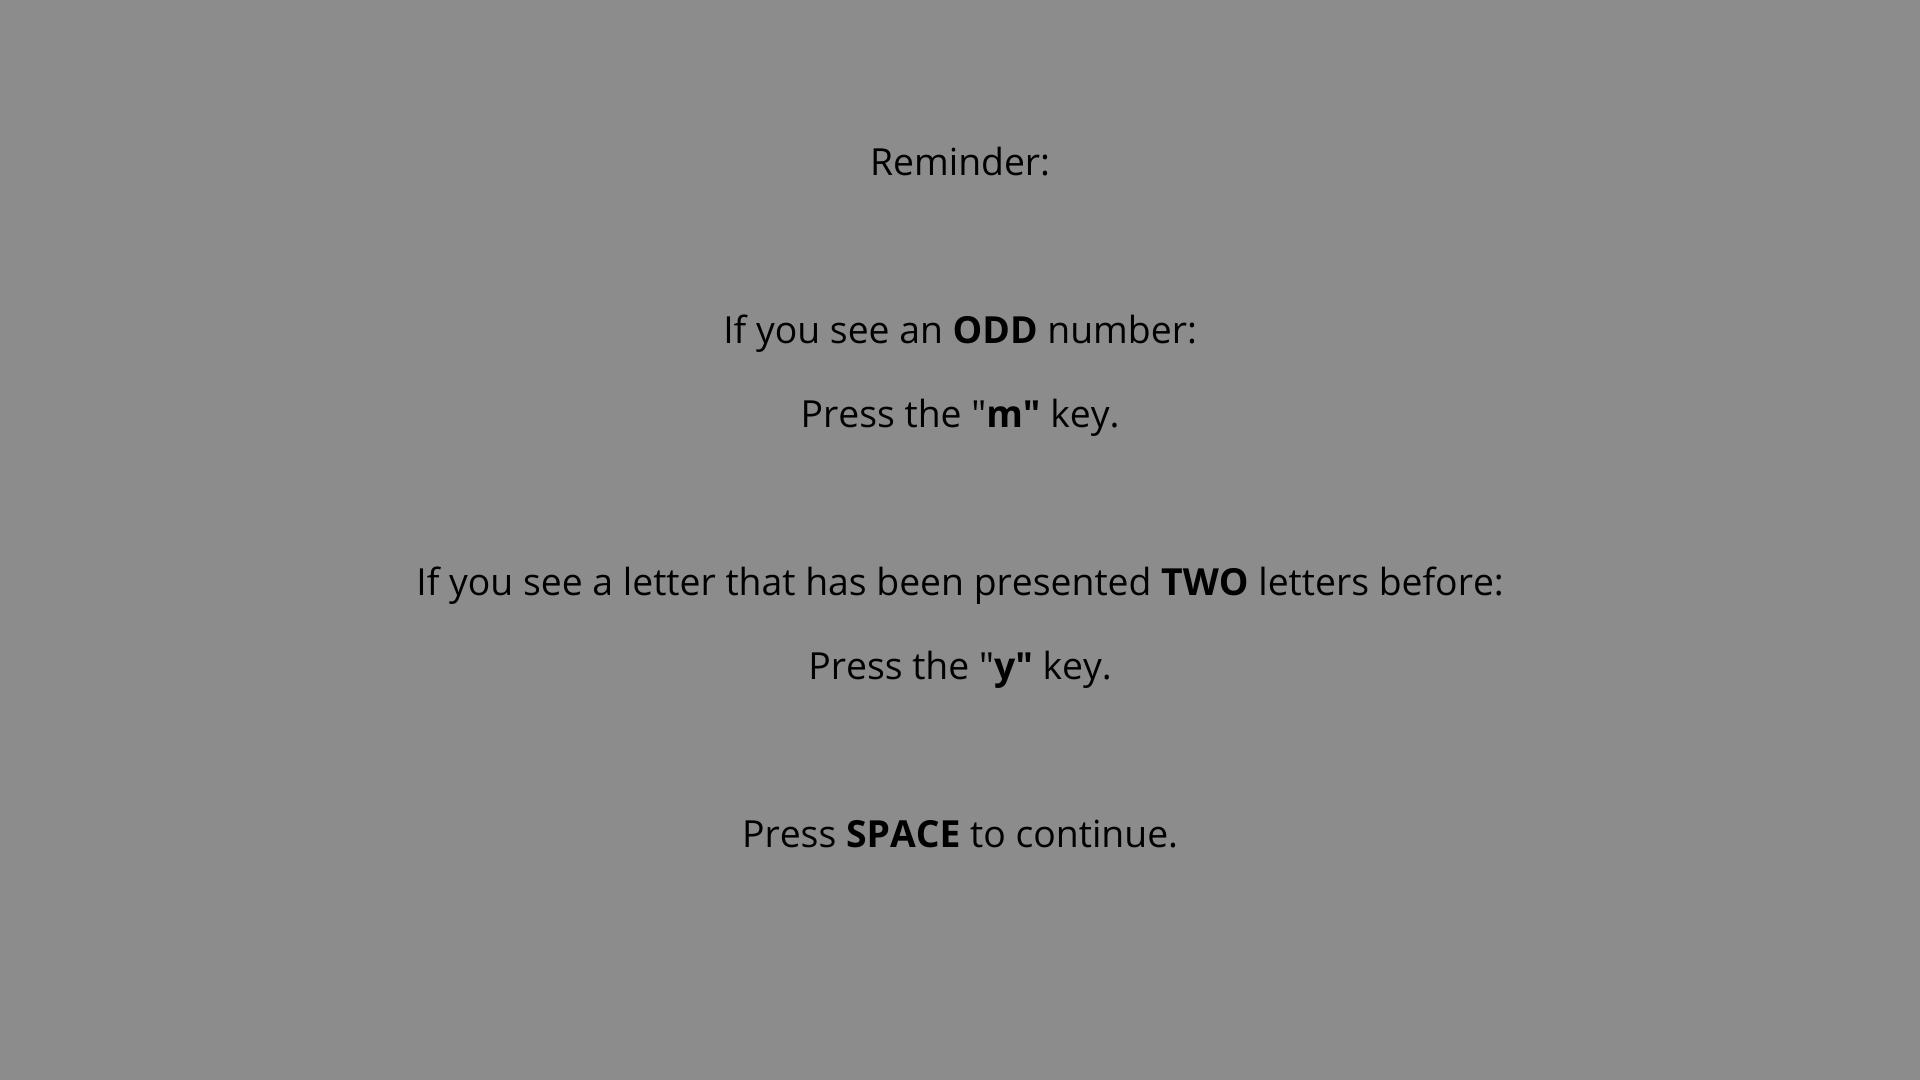 Reminder:
If you see an ODD number:
Press the "m" key.
If you see a letter that has been presented TWO letters before:
Press the "y" key.
Press SPACE to continue.